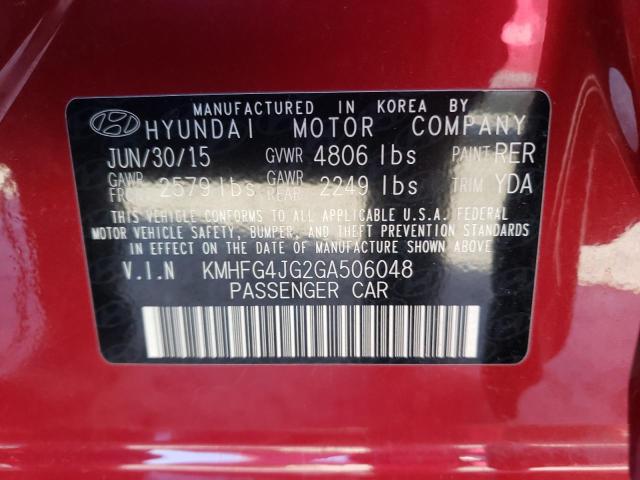 MANUFACTURED IN KOREA BY
HYUNDAI MOTOR COMPANY
JUN/30/15 GVWR 4806 lbs PAINT RER
GAWR FRONT 2579 lbs GAWR REAR 2249 lbs TRIM YDA
THIS VEHICLE CONFORMS TO ALL APPLICABLE U.S.A. FEDERAL
MOTOR VEHICLE SAFETY, BUMPER, AND THEFT PREVENTION STANDARDS
IN EFFECT ON THE DATE OF MANUFACTURE SHOWN ABOVE.
V.I.N KMHFG4JG2GA506048
PASSENGER CAR